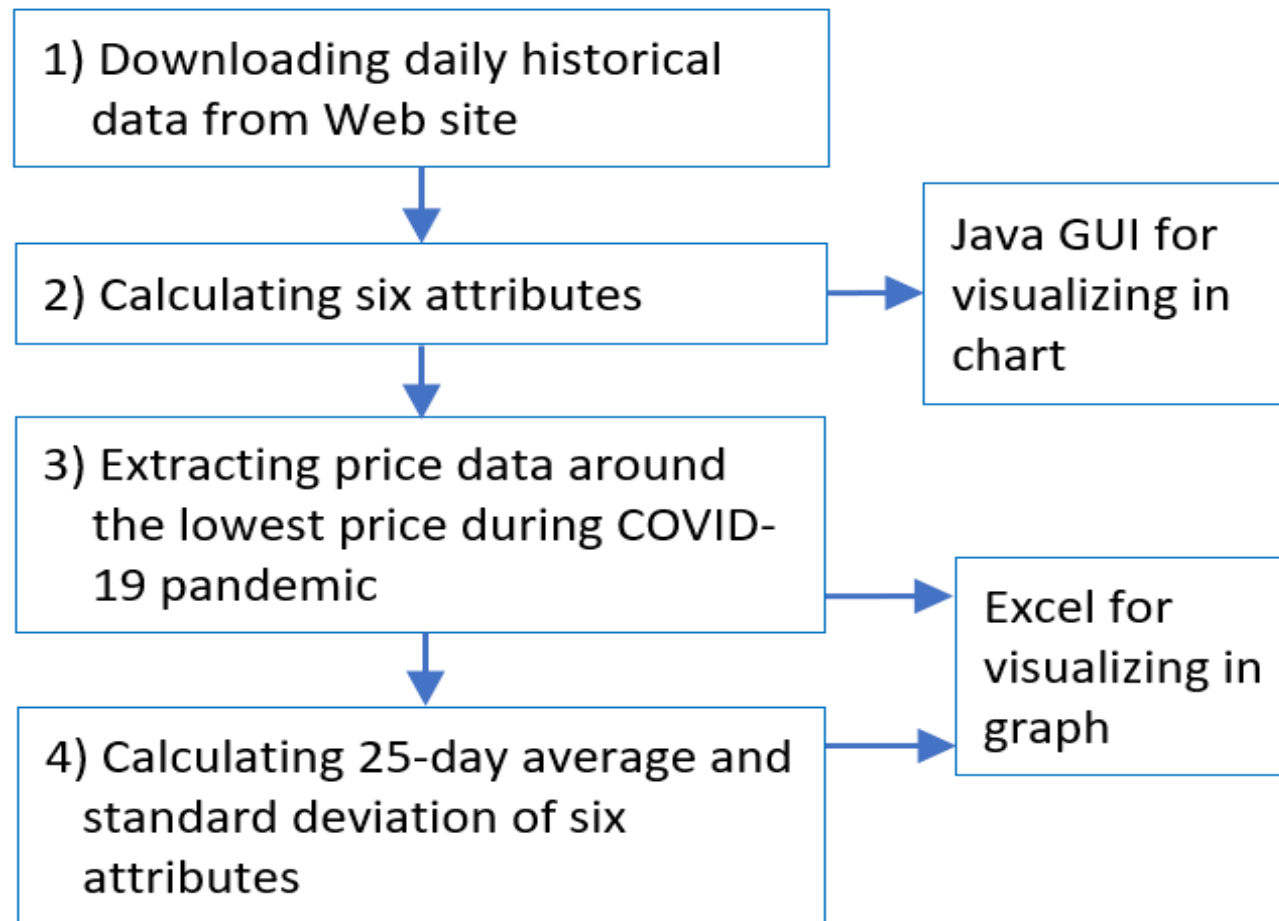 1) Downloading daily historical
data from Web site
2) Calculating six attributes
Java GUI for
visualizing in
chart
3) Extracting price data around
the lowest price during COVID-
19 pandemic
Excel for
visualizing in
graph
4) Calculating 25-day average and
standard deviation of six
attributes